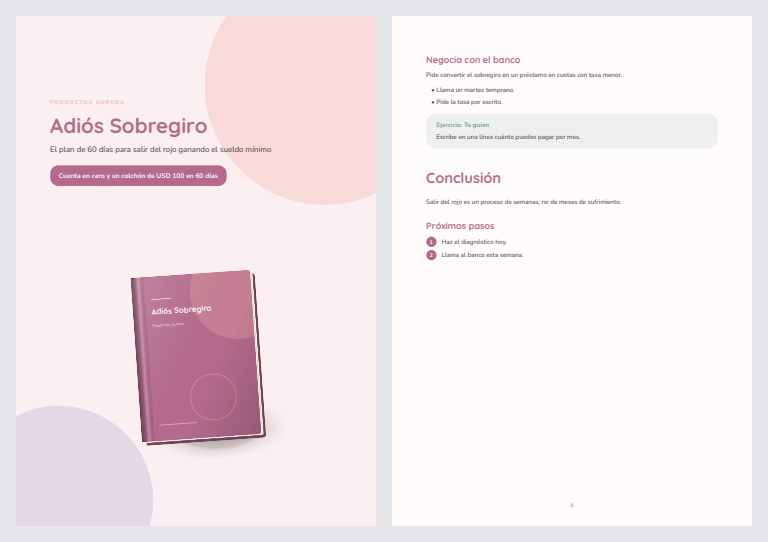 PRODUCTOS AURORA
Adiós Sobregiro
El plan de 60 días para salir del rojo ganando el sueldo mínimo
Cuenta en cero y un colchón de USD 100 en 60 días
Adiós Sobregiro
Productos Aurora
Negocia con el banco
Pide convertir el sobregiro en un préstamo en cuotas con tasa menor.
• Llama un martes temprano.
• Pide la tasa por escrito.
Ejercicio: Tu guion
Escribe en una línea cuánto puedes pagar por mes.
Conclusión
Salir del rojo es un proceso de semanas, no de meses de sufrimiento.
Próximos pasos
1 Haz el diagnóstico hoy.
2 Llama al banco esta semana.
4